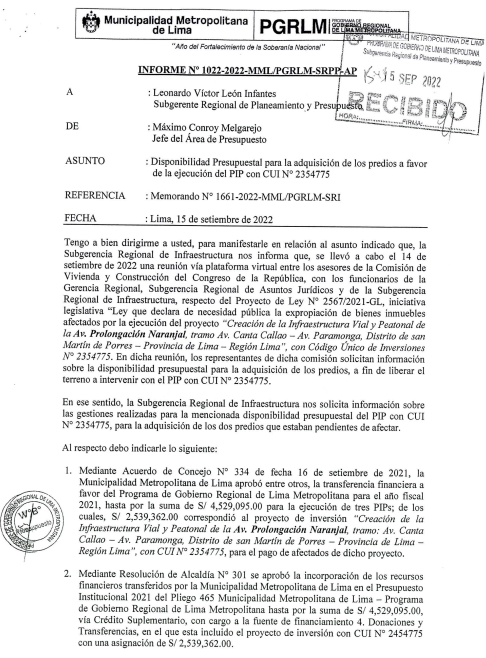 Municipalidad Metropolitana
de Lima
PGRLM
PROGRAMA DE
GOBIERNO REGIONAL
DE LIMA METROPOLITANA
"Año del Fortalecimiento de la Soberanía Nacional"
MUNICIPALIDAD METROPOLITANA DE LIMA
PROGRAMA DE GOBIERNO DE LIMA METROPOLITANA
Subgerencia Regional de Planeamiento y Presupuesto
15 SEP 2022
RECIBIDO
HORA: FIRMA:
INFORME Nº 1022-2022-MML/PGRLM-SRPP-AP
A : Leonardo Víctor León Infantes
Subgerente Regional de Planeamiento y Presupuesto
DE : Máximo Conroy Melgarejo
Jefe del Área de Presupuesto
ASUNTO : Disponibilidad Presupuestal para la adquisición de los predios a favor
de la ejecución del PIP con CUI N° 2354775
REFERENCIA : Memorando N° 1661-2022-MML/PGRLM-SRI
FECHA : Lima, 15 de setiembre de 2022
Tengo a bien dirigirme a usted, para manifestarle en relación al asunto indicado que, la
Subgerencia Regional de Infraestructura nos informa que, se llevó a cabo el 14 de
setiembre de 2022 una reunión vía plataforma virtual entre los asesores de la Comisión de
Vivienda y Construcción del Congreso de la República, con los funcionarios de la
Gerencia Regional, Subgerencia Regional de Asuntos Jurídicos y de la Subgerencia
Regional de Infraestructura, respecto del Proyecto de Ley N° 2567/2021-GL, iniciativa
legislativa "Ley que declara de necesidad pública la expropiación de bienes inmuebles
afectados por la ejecución del proyecto "Creación de la Infraestructura Vial y Peatonal de
la Av. Prolongación Naranjal, tramo Av. Canta Callao – Av. Paramonga, Distrito de san
Martín de Porres – Provincia de Lima – Región Lima", con Código Único de Inversiones
N° 2354775. En dicha reunión, los representantes de dicha comisión solicitan información
sobre la disponibilidad presupuestal para la adquisición de los predios, a fin de liberar el
terreno a intervenir con el PIP con CUI N° 2354775.
En ese sentido, la Subgerencia Regional de Infraestructura nos solicita información sobre
las gestiones realizadas para la mencionada disponibilidad presupuestal del PIP con CUI
N° 2354775, para la adquisición de los dos predios que estaban pendientes de afectar.
Al respecto debo indicarle lo siguiente:
1. Mediante Acuerdo de Concejo N° 334 de fecha 16 de setiembre de 2021, la
Municipalidad Metropolitana de Lima aprobó entre otros, la transferencia financiera a
favor del Programa de Gobierno Regional de Lima Metropolitana para el año fiscal
2021, hasta por la suma de S/ 4,529,095.00 para la ejecución de tres PIPs; de los
cuales, S/ 2,539,362.00 correspondió al proyecto de inversión "Creación de la
Infraestructura Vial y Peatonal de la Av. Prolongación Naranjal, tramo: Av. Canta
Callao – Av. Paramonga, Distrito de san Martín de Porres – Provincia de Lima –
Región Lima", con CUI N° 2354775, para el pago de afectados de dicho proyecto.
2. Mediante Resolución de Alcaldía N° 301 se aprobó la incorporación de los recursos
financieros transferidos por la Municipalidad Metropolitana de Lima en el Presupuesto
Institucional 2021 del Pliego 465 Municipalidad Metropolitana de Lima – Programa
de Gobierno Regional de Lima Metropolitana hasta por la suma de S/ 4,529,095.00,
vía Crédito Suplementario, con cargo a la fuente de financiamiento 4. Donaciones y
Transferencias, en el que esta incluido el proyecto de inversión con CUI N° 2454775
con una asignación de S/ 2,539,362.00.